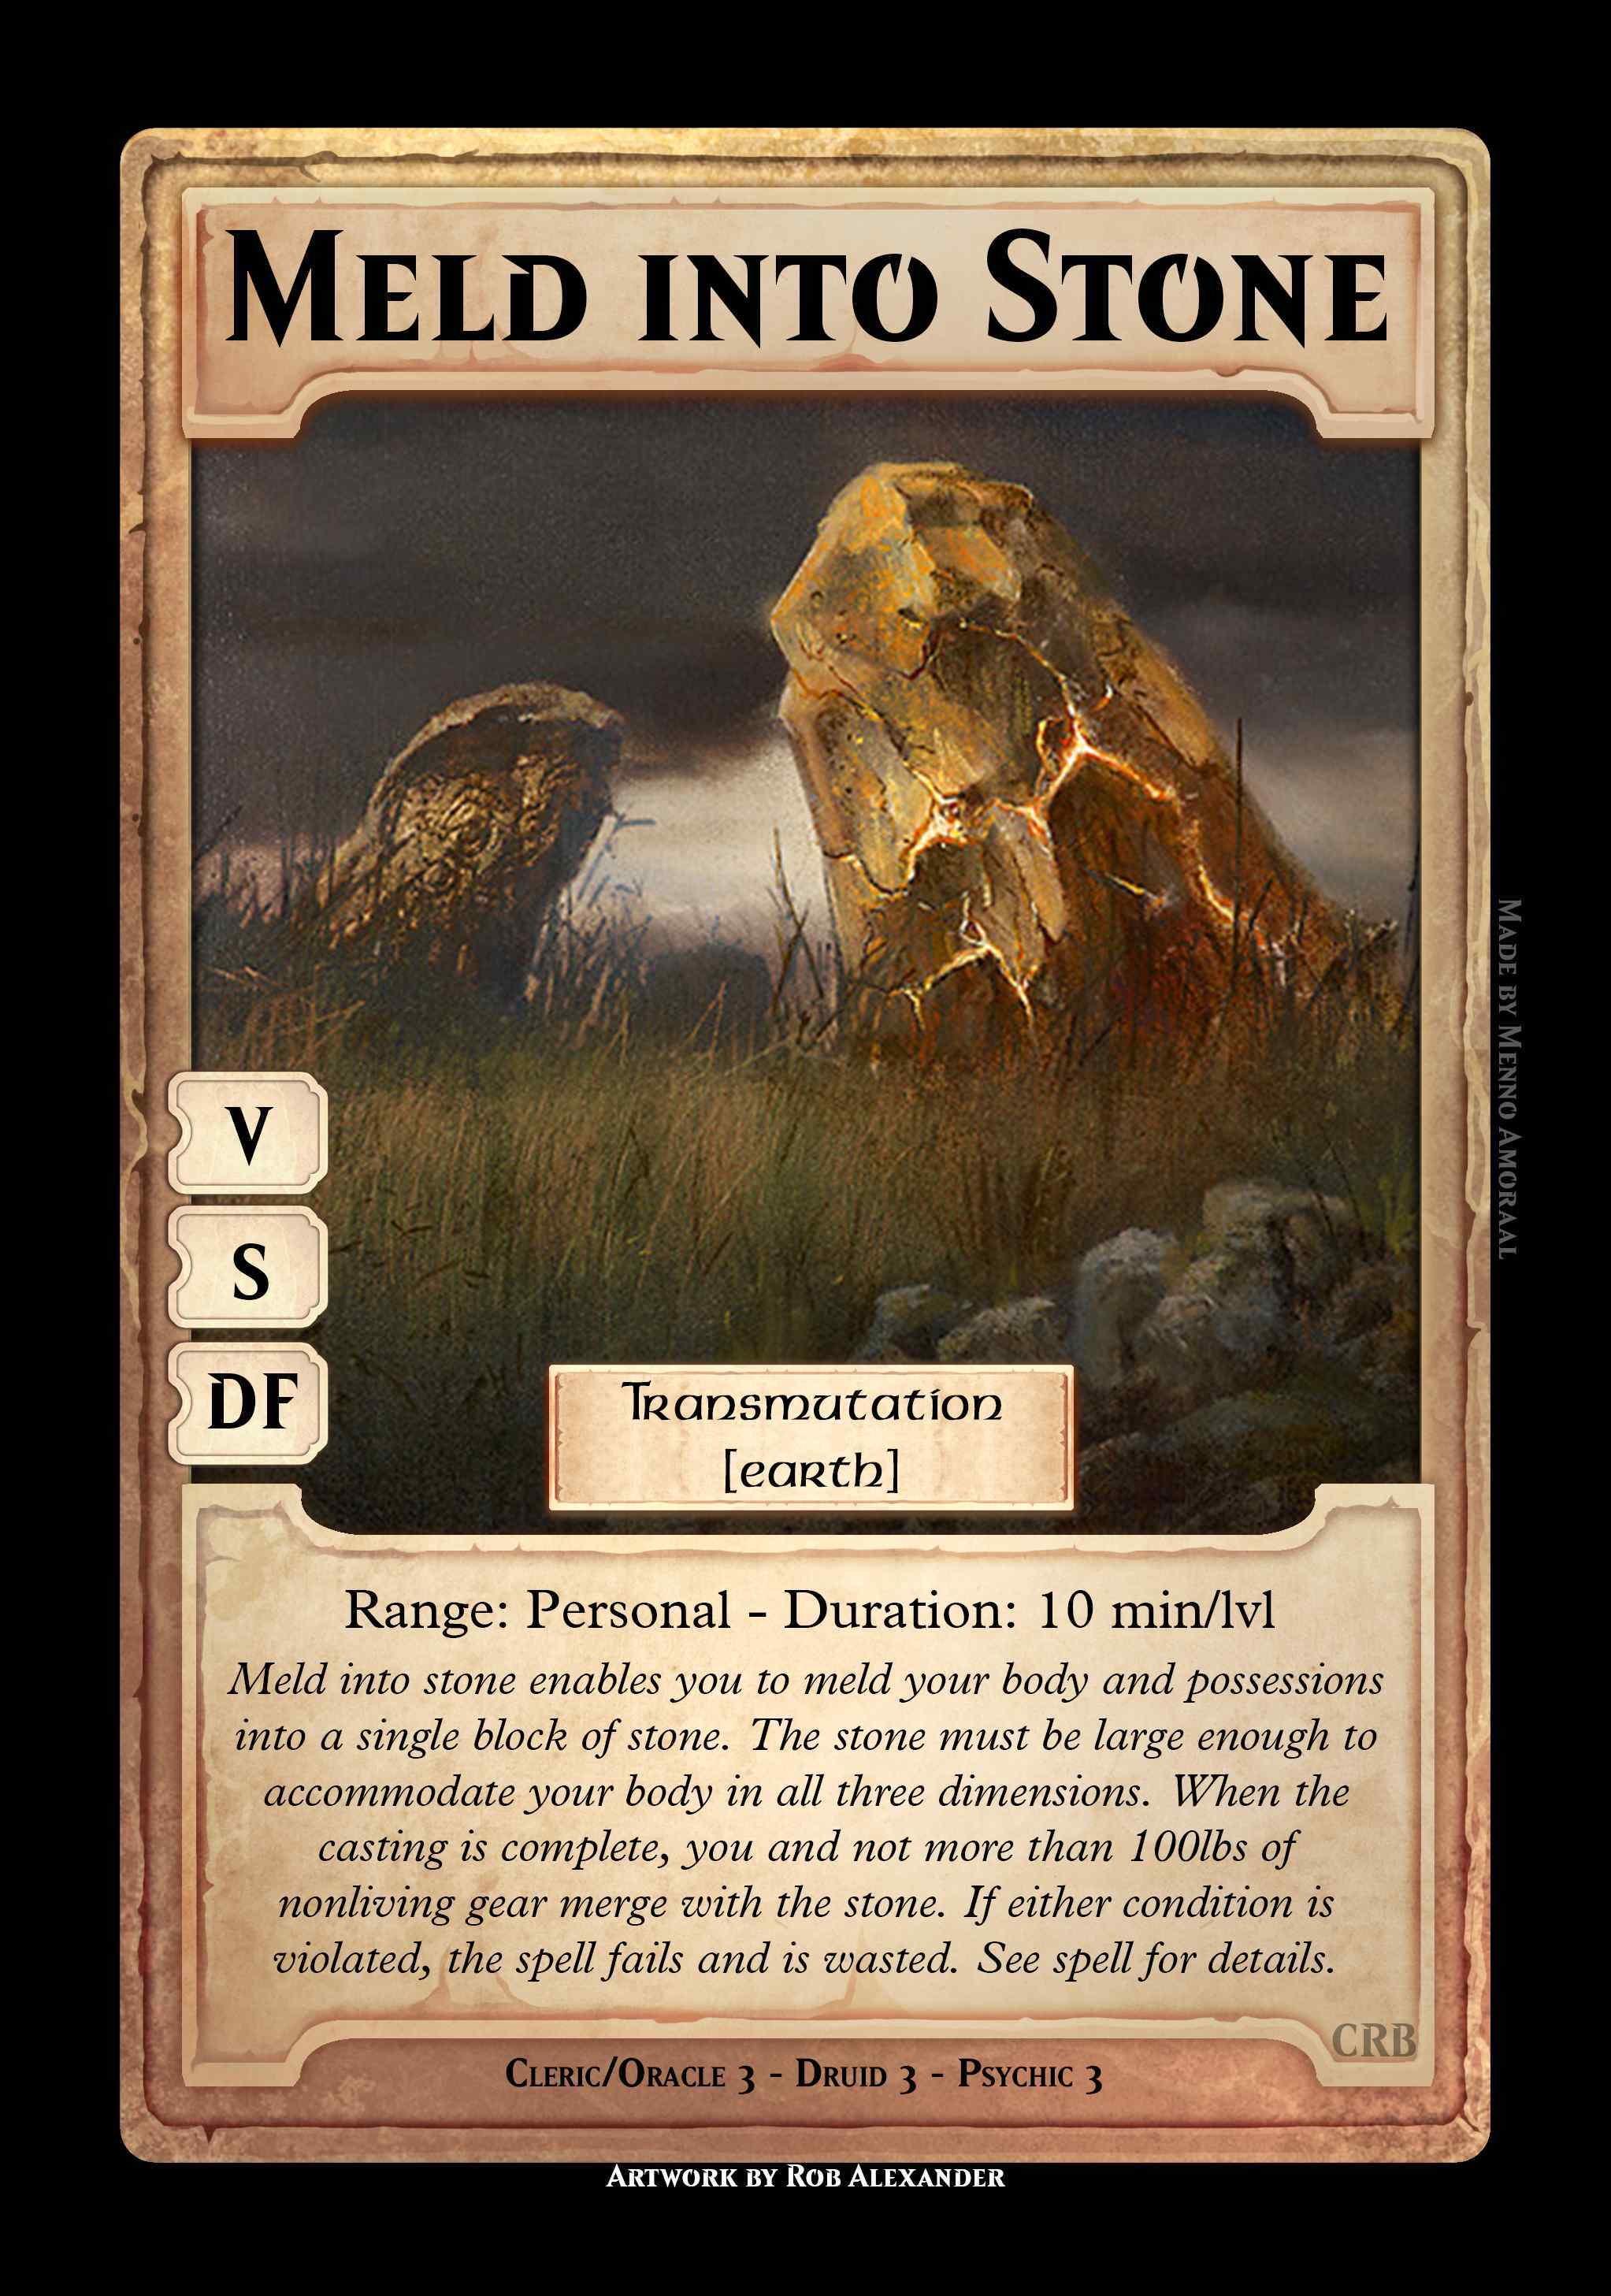 Meld into Stone
V
S
DF
Transmutation
[earth]
Range: Personal - Duration: 10 min/lvl
Meld into stone enables you to meld your body and possessions
into a single block of stone. The stone must be large enough to
accommodate your body in all three dimensions. When the
casting is complete, you and not more than 100lbs of
nonliving gear merge with the stone. If either condition is
violated, the spell fails and is wasted. See spell for details.
CRB
Cleric/Oracle 3 - Druid 3 - Psychic 3
Artwork by Rob Alexander
Made by Menno Amoraal